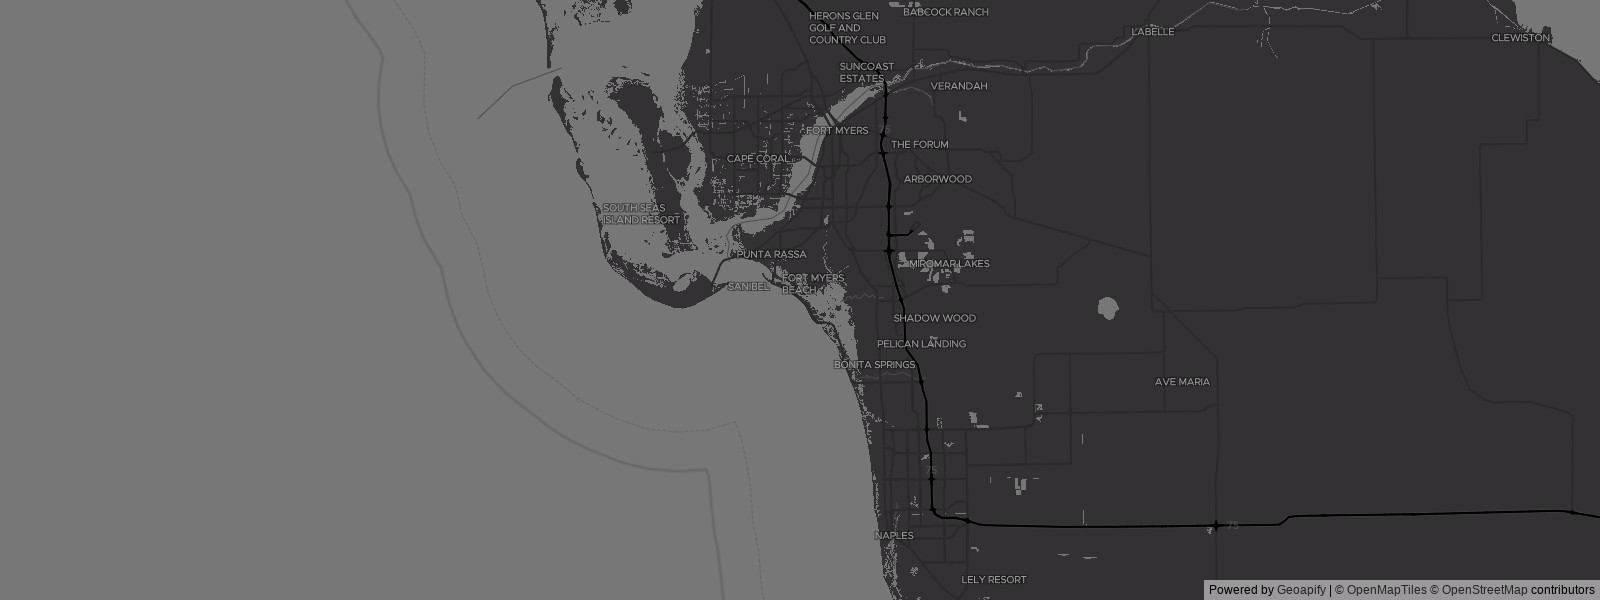 HERONS GLEN
GOLF AND
COUNTRY CLUB
BABCOCK RANCH
LABELLE
CLEWISTON
SUNCOAST
ESTATES
VERANDAH
FORT MYERS
75
THE FORUM
CAPE CORAL
ARBORWOOD
SOUTH SEAS
ISLAND RESORT
PUNTA RASSA
MIROMAR LAKES
FORT MYERS
BEACH
SANIBEL
SHADOW WOOD
PELICAN LANDING
BONITA SPRINGS
AVE MARIA
75
75
NAPLES
LELY RESORT
Powered by Geoapify | © OpenMapTiles © OpenStreetMap contributors